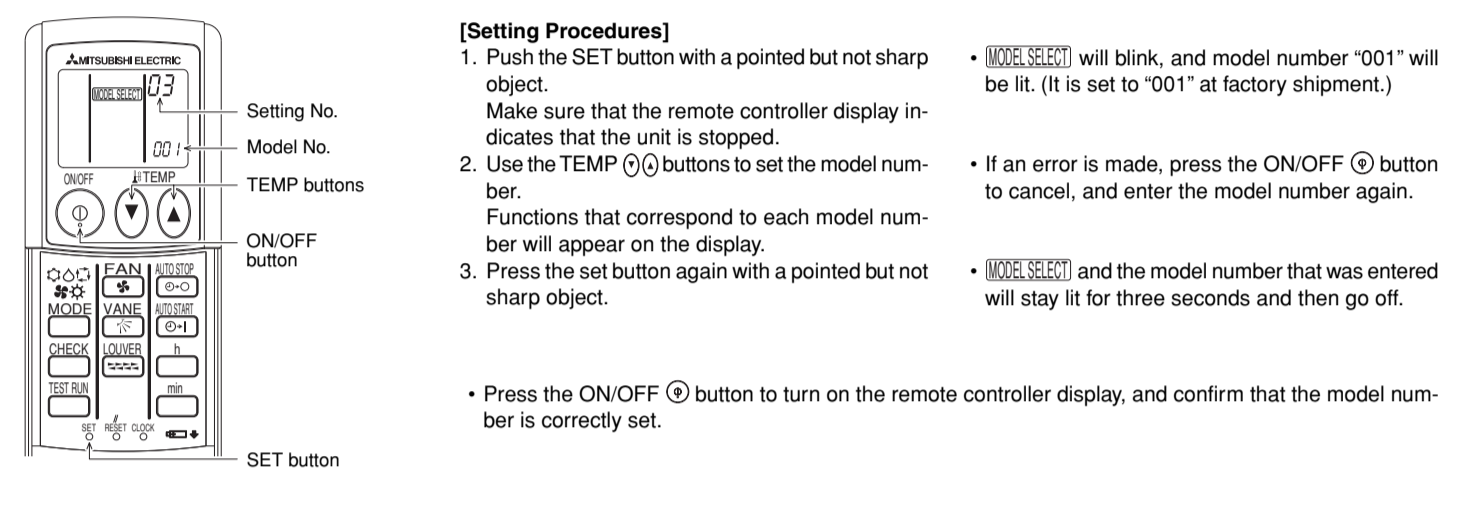 MITSUBISHI ELECTRIC
MODEL SELECT 03
001
ON/OFF TEMP
FAN AUTO STOP
MODE VANE AUTO START
CHECK LOUVER h
TEST RUN min
SET RESET CLOCK
Setting No.
Model No.
TEMP buttons
ON/OFF
button
SET button
[Setting Procedures]
1. Push the SET button with a pointed but not sharp
object.
Make sure that the remote controller display in-
dicates that the unit is stopped.
2. Use the TEMP ▼▲ buttons to set the model num-
ber.
Functions that correspond to each model num-
ber will appear on the display.
3. Press the set button again with a pointed but not
sharp object.
• MODEL SELECT will blink, and model number “001” will
be lit. (It is set to “001” at factory shipment.)
• If an error is made, press the ON/OFF button
to cancel, and enter the model number again.
• MODEL SELECT and the model number that was entered
will stay lit for three seconds and then go off.
• Press the ON/OFF button to turn on the remote controller display, and confirm that the model num-
ber is correctly set.